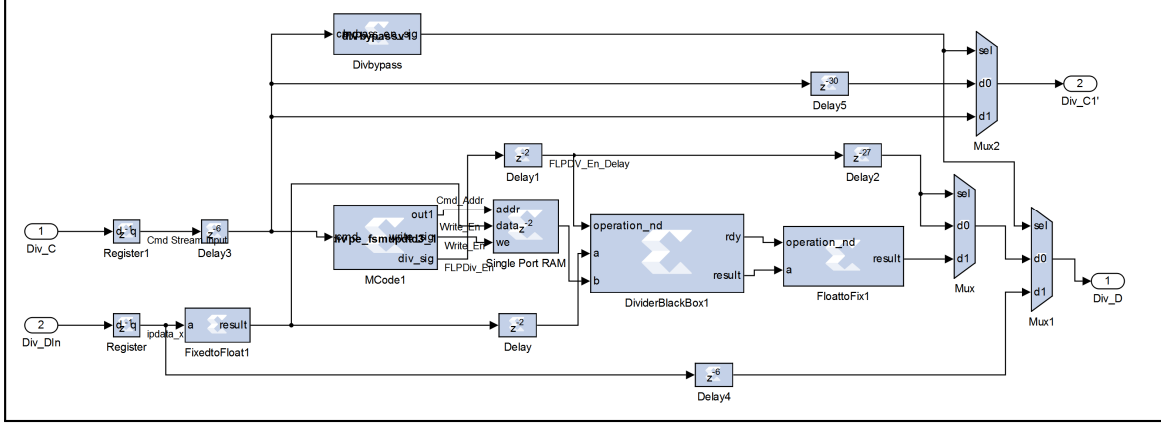 Divbypass
sel
z-30
d0
Delay5
2
Div_C1'
d1
Mux2
z-2
FLPDV_En_Delay
z-27
Delay1
Delay2
Cmd_Addr
sel
out1
addr
z-2
1
z-1
z-6
data
operation_nd
d0
sel
Div_C
Register1
Cmd Stream Input
Delay3
Write_En
we
rdy
operation_nd
Write_En
Single Port RAM
a
div_sig
FLPDiv_En
result
d1
d0
MCode1
b
result
a
Mux
1
DividerBlackBox1
FloattoFix1
Div_D
d1
2
z-1
a
result
z-2
Mux1
Div_DIn
Register
ipdata_x
FixedtoFloat1
Delay
z-6
Delay4